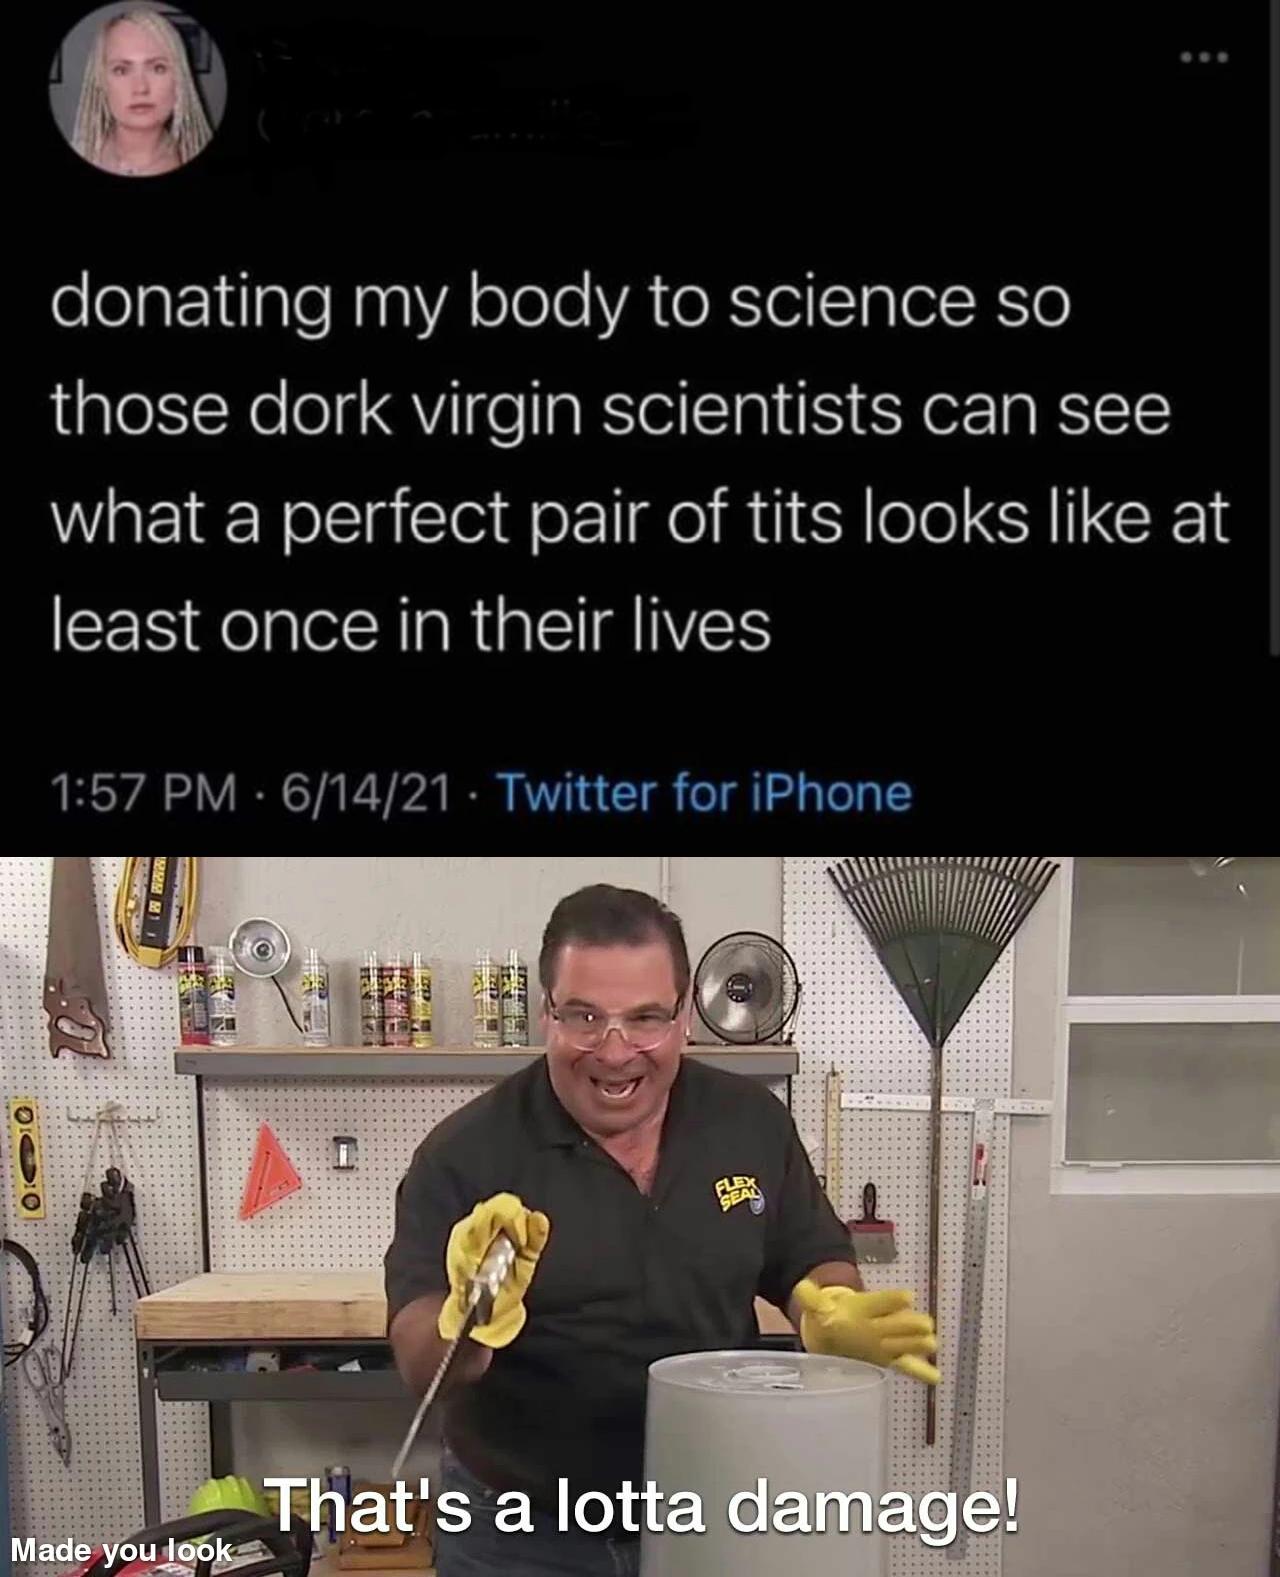 donating my body to science so
those dork virgin scientists can see
what a perfect pair of tits looks like at
least once in their lives
1:57 PM · 6/14/21 · Twitter for iPhone
FLEX
SEAL
That's a lotta damage!
Made you look